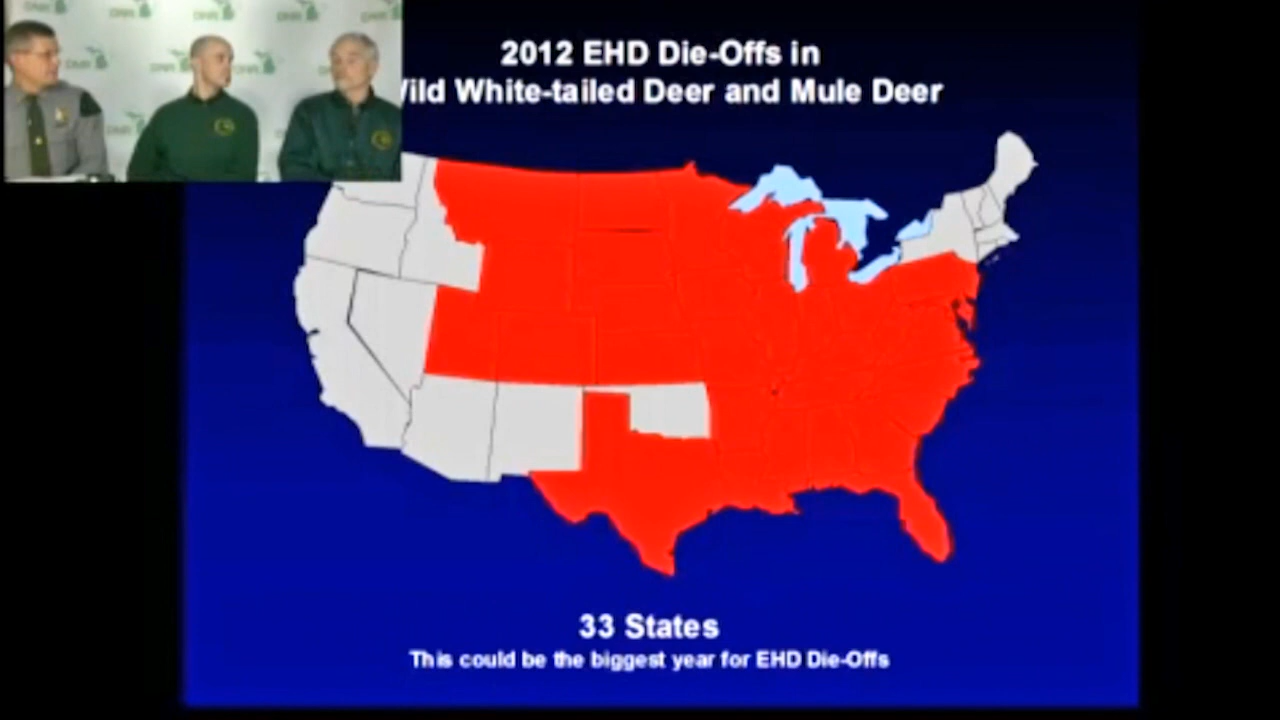 2012 EHD Die-Offs in
Wild White-tailed Deer and Mule Deer
33 States
This could be the biggest year for EHD Die-Offs